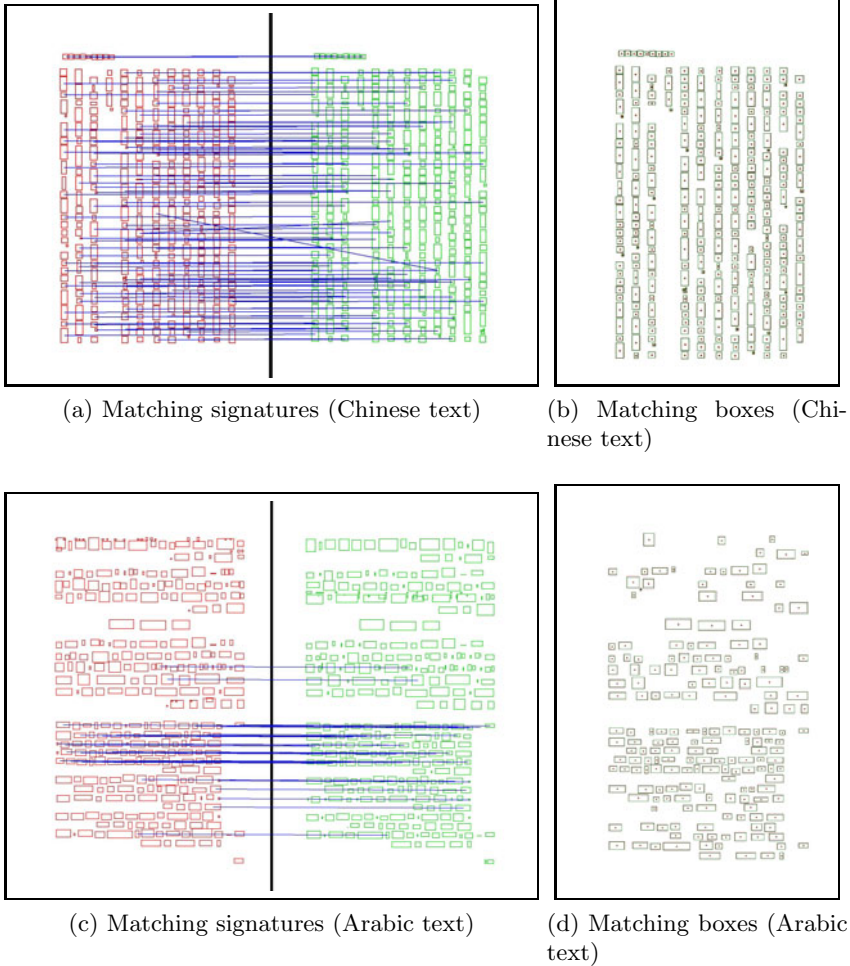 (a) Matching signatures (Chinese text)
(b) Matching boxes (Chi-
nese text)
(c) Matching signatures (Arabic text)
(d) Matching boxes (Arabic
text)